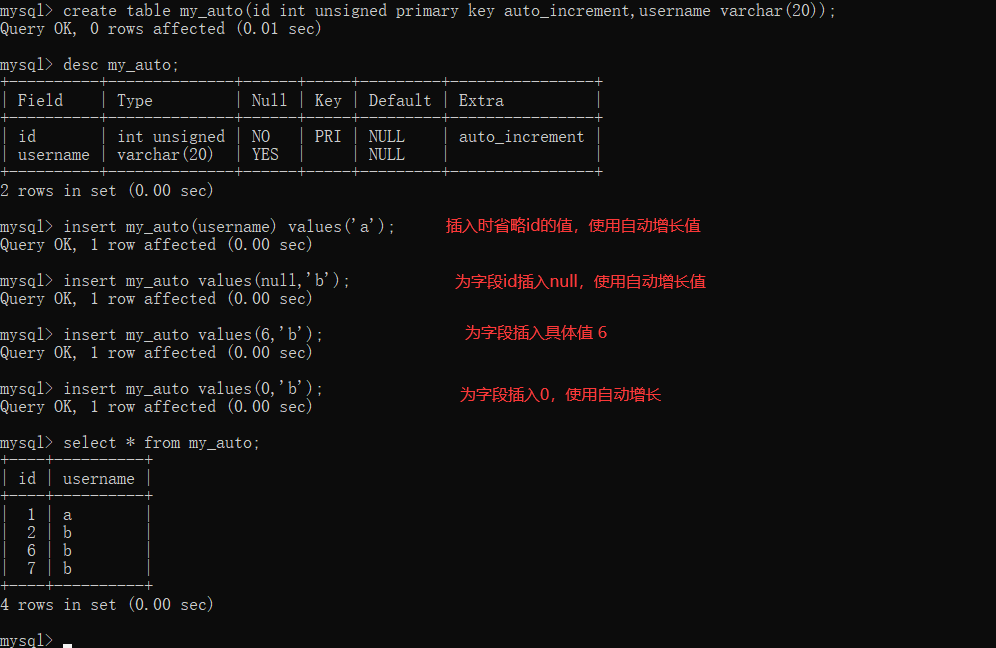 mysql> create table my_auto(id int unsigned primary key auto_increment,username varchar(20));
Query OK, 0 rows affected (0.01 sec)
mysql> desc my_auto;
+----------+--------------+------+-----+---------+----------------+
| Field    | Type         | Null | Key | Default | Extra          |
+----------+--------------+------+-----+---------+----------------+
| id       | int unsigned | NO   | PRI | NULL    | auto_increment |
| username | varchar(20)  | YES  |     | NULL    |                |
+----------+--------------+------+-----+---------+----------------+
2 rows in set (0.00 sec)
mysql> insert my_auto(username) values('a'); 插入时省略id的值，使用自动增长值
Query OK, 1 row affected (0.00 sec)
mysql> insert my_auto values(null,'b'); 为字段id插入null，使用自动增长值
Query OK, 1 row affected (0.00 sec)
mysql> insert my_auto values(6,'b'); 为字段插入具体值 6
Query OK, 1 row affected (0.00 sec)
mysql> insert my_auto values(0,'b'); 为字段插入0，使用自动增长
Query OK, 1 row affected (0.00 sec)
mysql> select * from my_auto;
+----+----------+
| id | username |
+----+----------+
|  1 | a        |
|  2 | b        |
|  6 | b        |
|  7 | b        |
+----+----------+
4 rows in set (0.00 sec)
mysql>